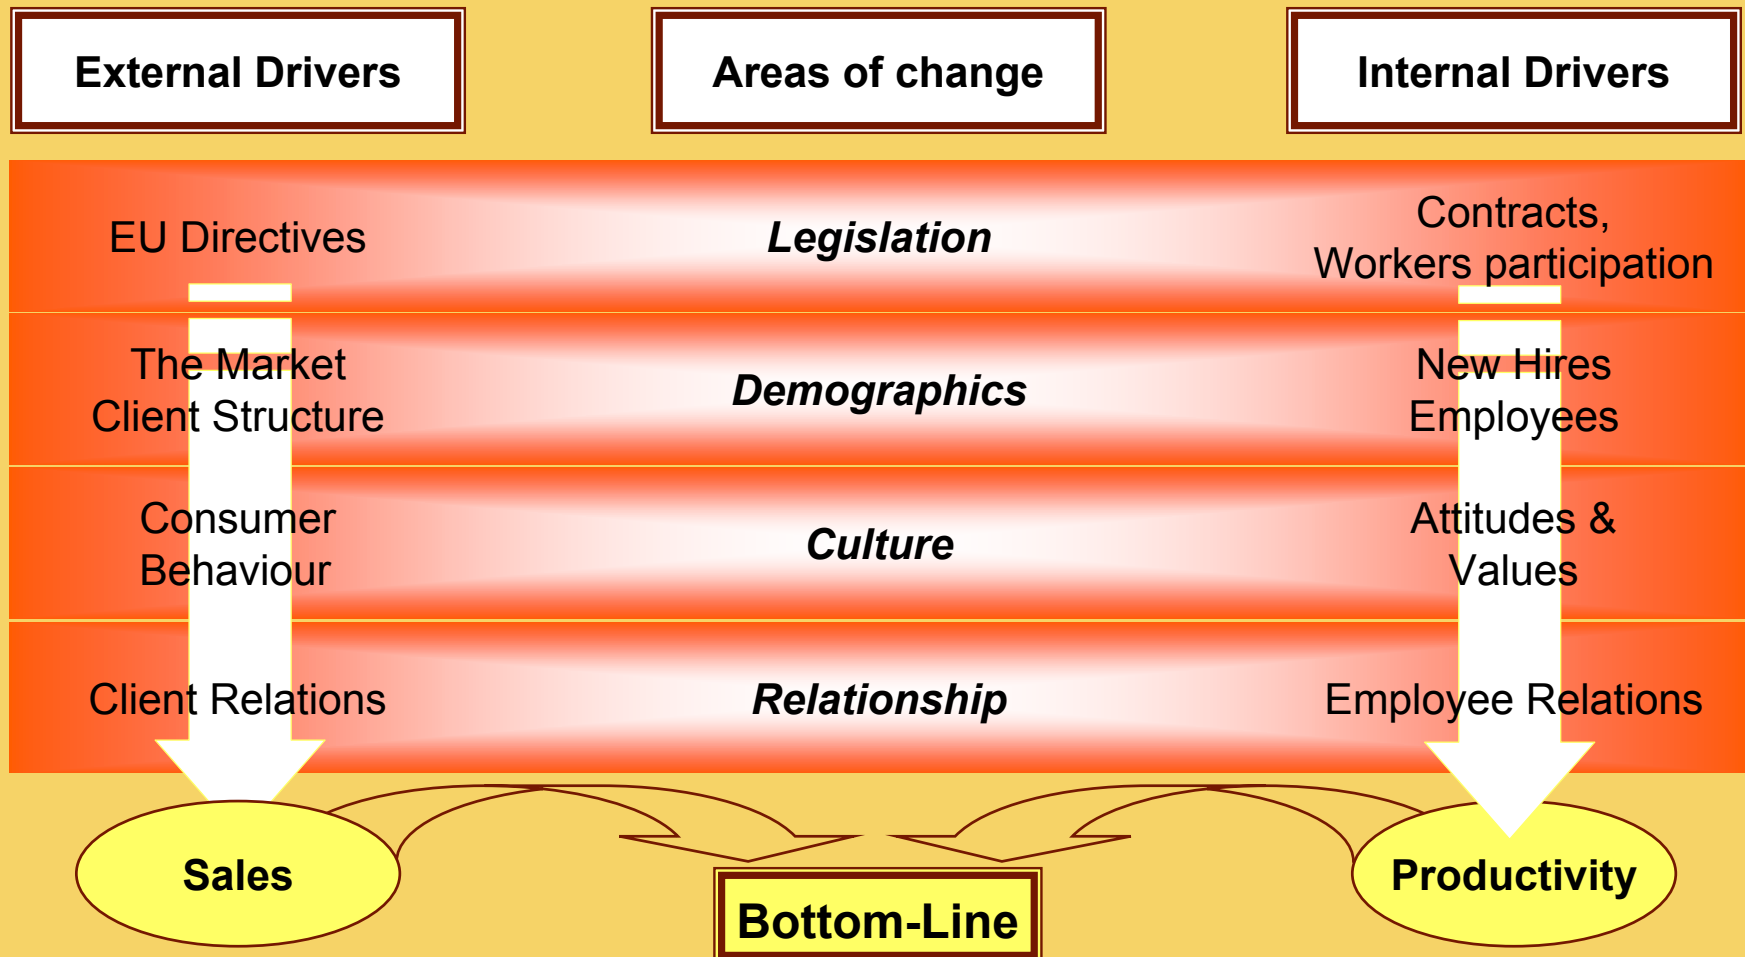 External Drivers
Areas of change
Internal Drivers
EU Directives
Legislation
Contracts,
Workers participation
The Market
Client Structure
Demographics
New Hires
Employees
Consumer
Behaviour
Culture
Attitudes &
Values
Client Relations
Relationship
Employee Relations
Sales
Bottom-Line
Productivity